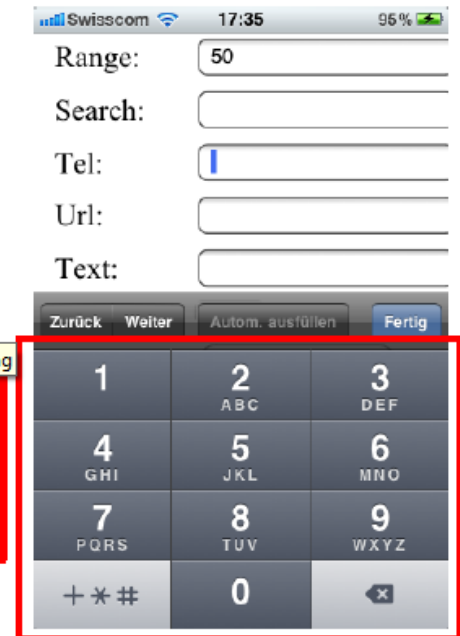 Swisscom 17:35 95%
Range: 50
Search:
Tel:
Url:
Text:
Zurück Weiter Autom. ausfüllen Fertig
g
1 2 3
ABC DEF
4 5 6
GHI JKL MNO
7 8 9
PQRS TUV WXYZ
+*# 0